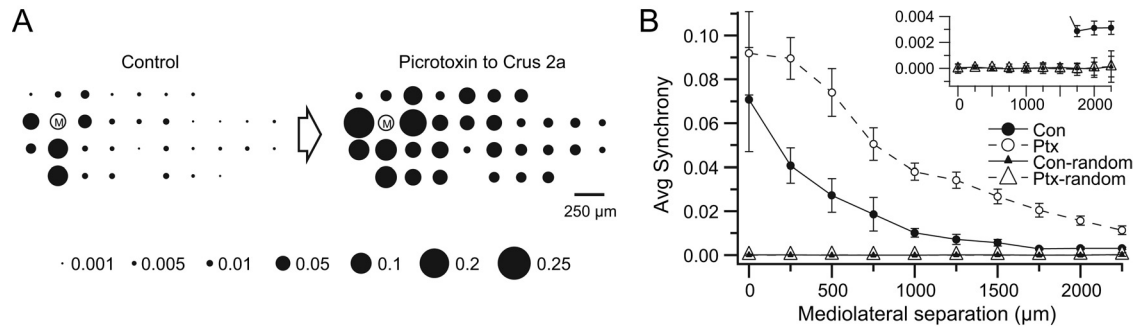 A
Control
Picrotoxin to Crus 2a
M
M
250 µm
0.001 0.005 0.01 0.05 0.1 0.2 0.25
B
Avg Synchrony
0.10
0.08
0.06
0.04
0.02
0.00
0 500 1000 1500 2000
Mediolateral separation (µm)
0.004
0.002
0.000
0 1000 2000
Con
Ptx
Con-random
Ptx-random